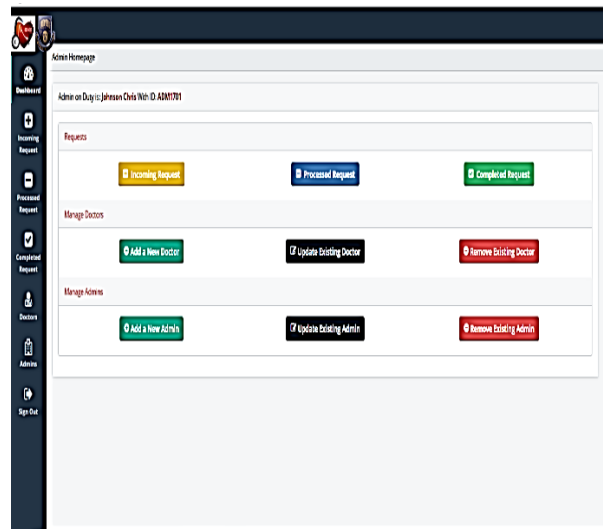 Admin Homepage
Dashboard
Admin on Duty is: Johnson Chris With ID: ADM1701
Incoming
Request
Requests
Incoming Request
Processed Request
Completed Request
Processed
Request
Manage Doctors
Completed
Request
Add a New Doctor
Update Existing Doctor
Remove Existing Doctor
Doctors
Manage Admins
Add a New Admin
Update Existing Admin
Remove Existing Admin
Admins
Sign Out